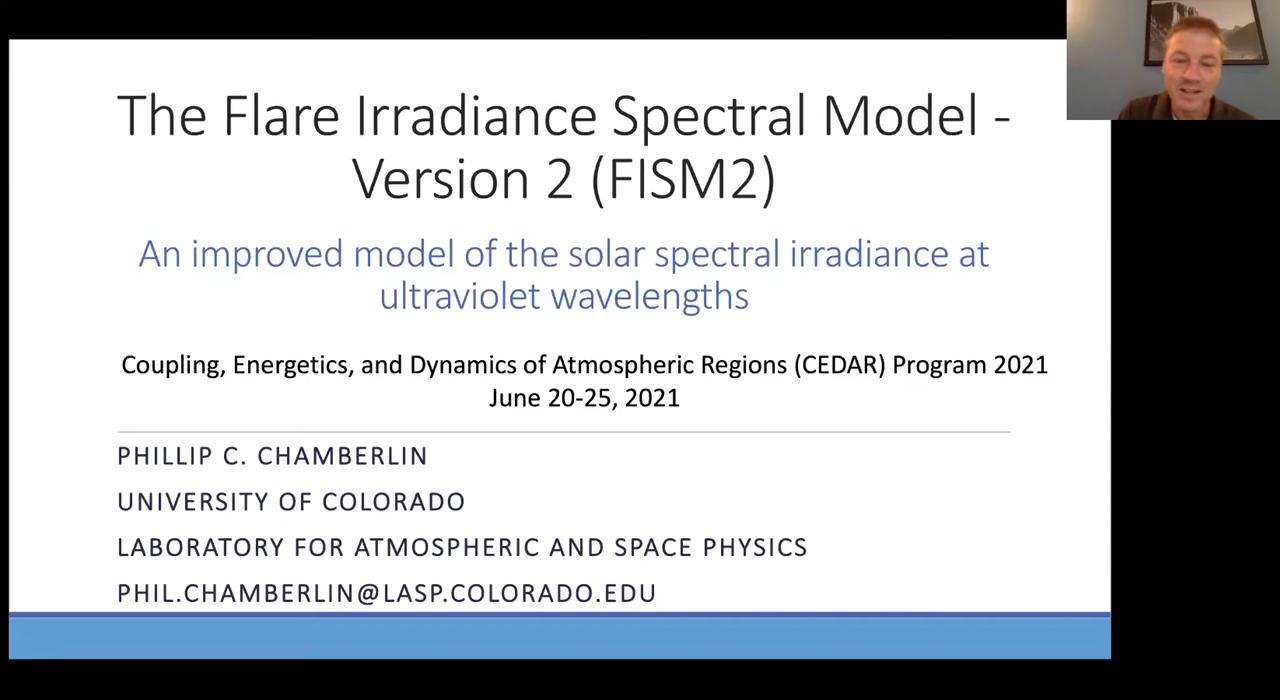 The Flare Irradiance Spectral Model -
Version 2 (FISM2)
An improved model of the solar spectral irradiance at
ultraviolet wavelengths
Coupling, Energetics, and Dynamics of Atmospheric Regions (CEDAR) Program 2021
June 20-25, 2021
PHILLIP C. CHAMBERLIN
UNIVERSITY OF COLORADO
LABORATORY FOR ATMOSPHERIC AND SPACE PHYSICS
PHIL.CHAMBERLIN@LASP.COLORADO.EDU